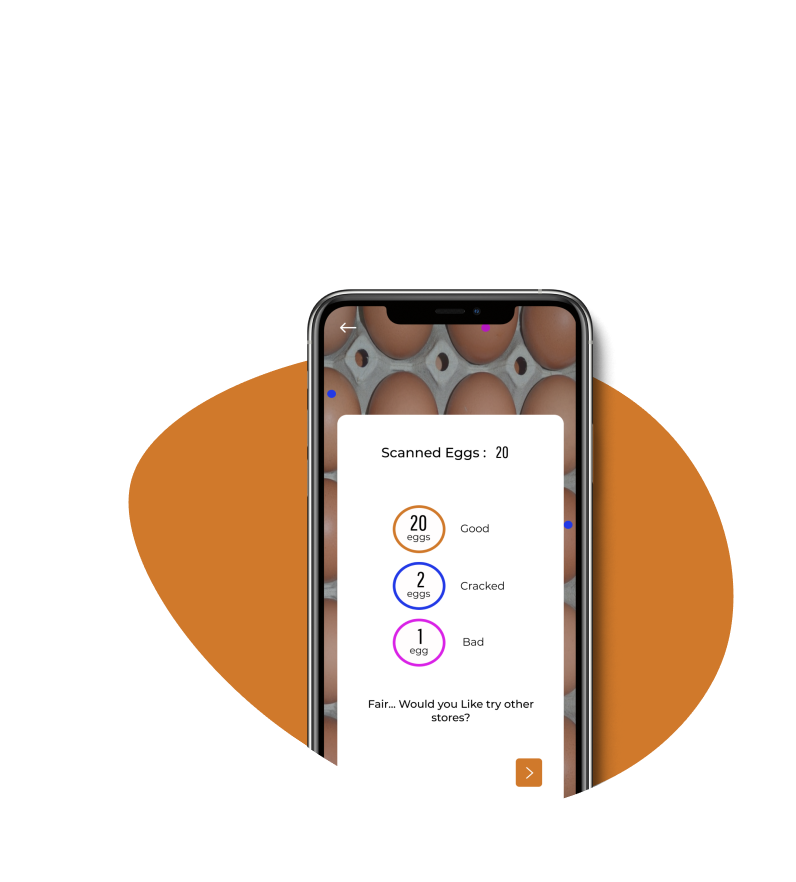 Scanned Eggs : 20
20
eggs
Good
2
eggs
Cracked
1
egg
Bad
Fair... Would you Like try other
stores?